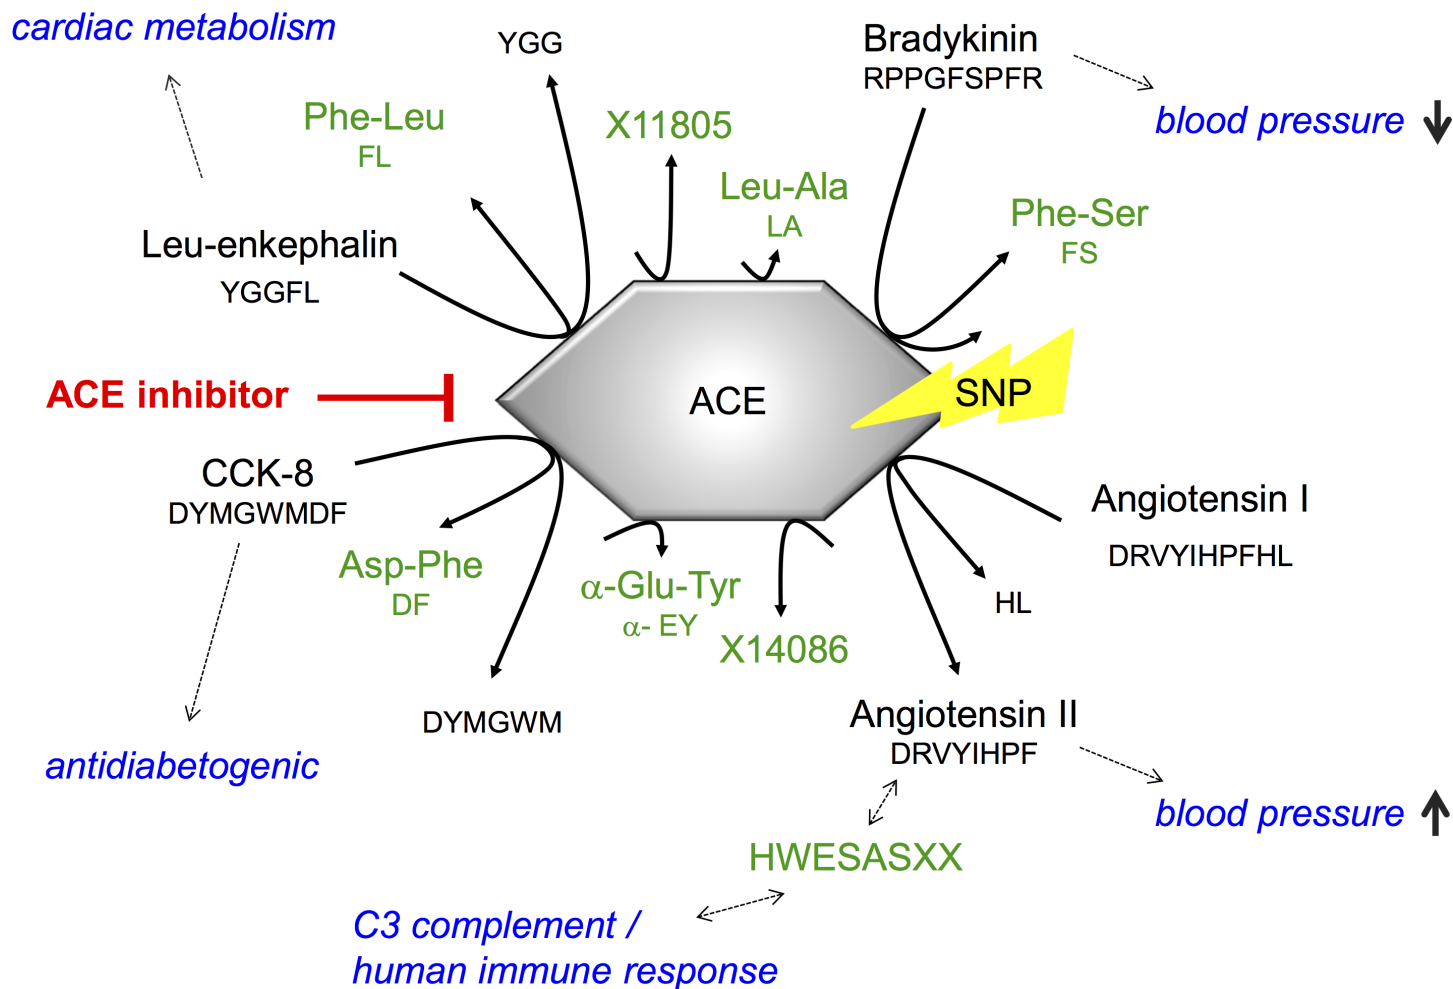 cardiac metabolism
YGG
Bradykinin
RPPGFSPFR
blood pressure
Phe-Leu
FL
X11805
Leu-Ala
LA
Phe-Ser
FS
Leu-enkephalin
YGGFL
ACE inhibitor
ACE
SNP
CCK-8
DYMGWMDF
Angiotensin I
DRVYIHPFHL
Asp-Phe
DF
α-Glu-Tyr
α- EY
X14086
HL
DYMGWM
Angiotensin II
DRVYIHPF
antidiabetogenic
blood pressure
HWESASXX
C3 complement /
human immune response